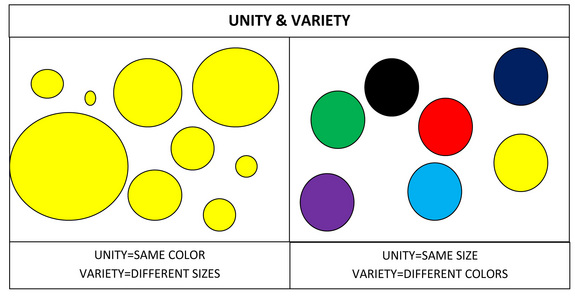 UNITY & VARIETY
UNITY=SAME COLOR
VARIETY=DIFFERENT SIZES
UNITY=SAME SIZE
VARIETY=DIFFERENT COLORS